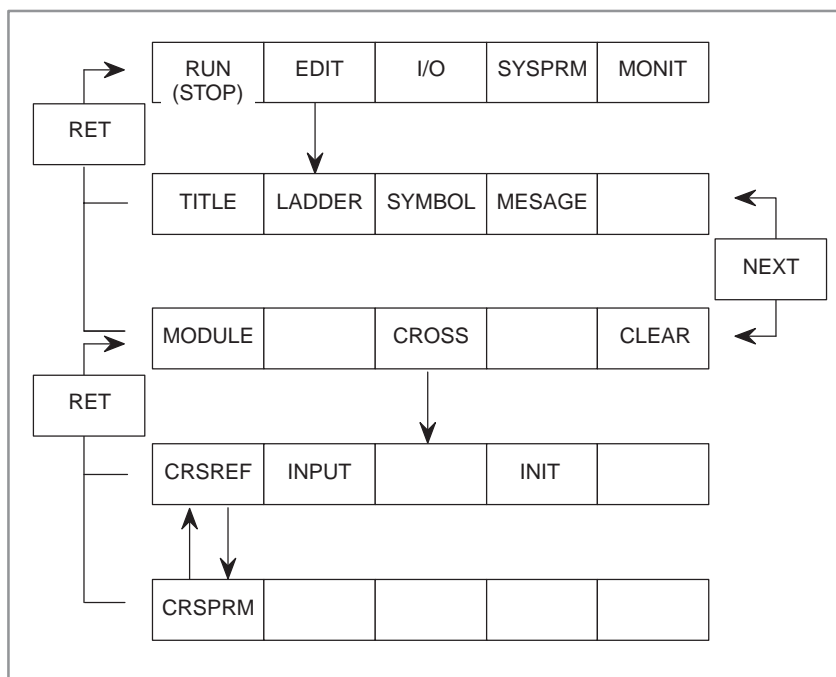 RUN
(STOP)
EDIT
I/O
SYSPRM
MONIT
RET
TITLE
LADDER
SYMBOL
MESAGE
NEXT
MODULE
CROSS
CLEAR
RET
CRSREF
INPUT
INIT
CRSPRM